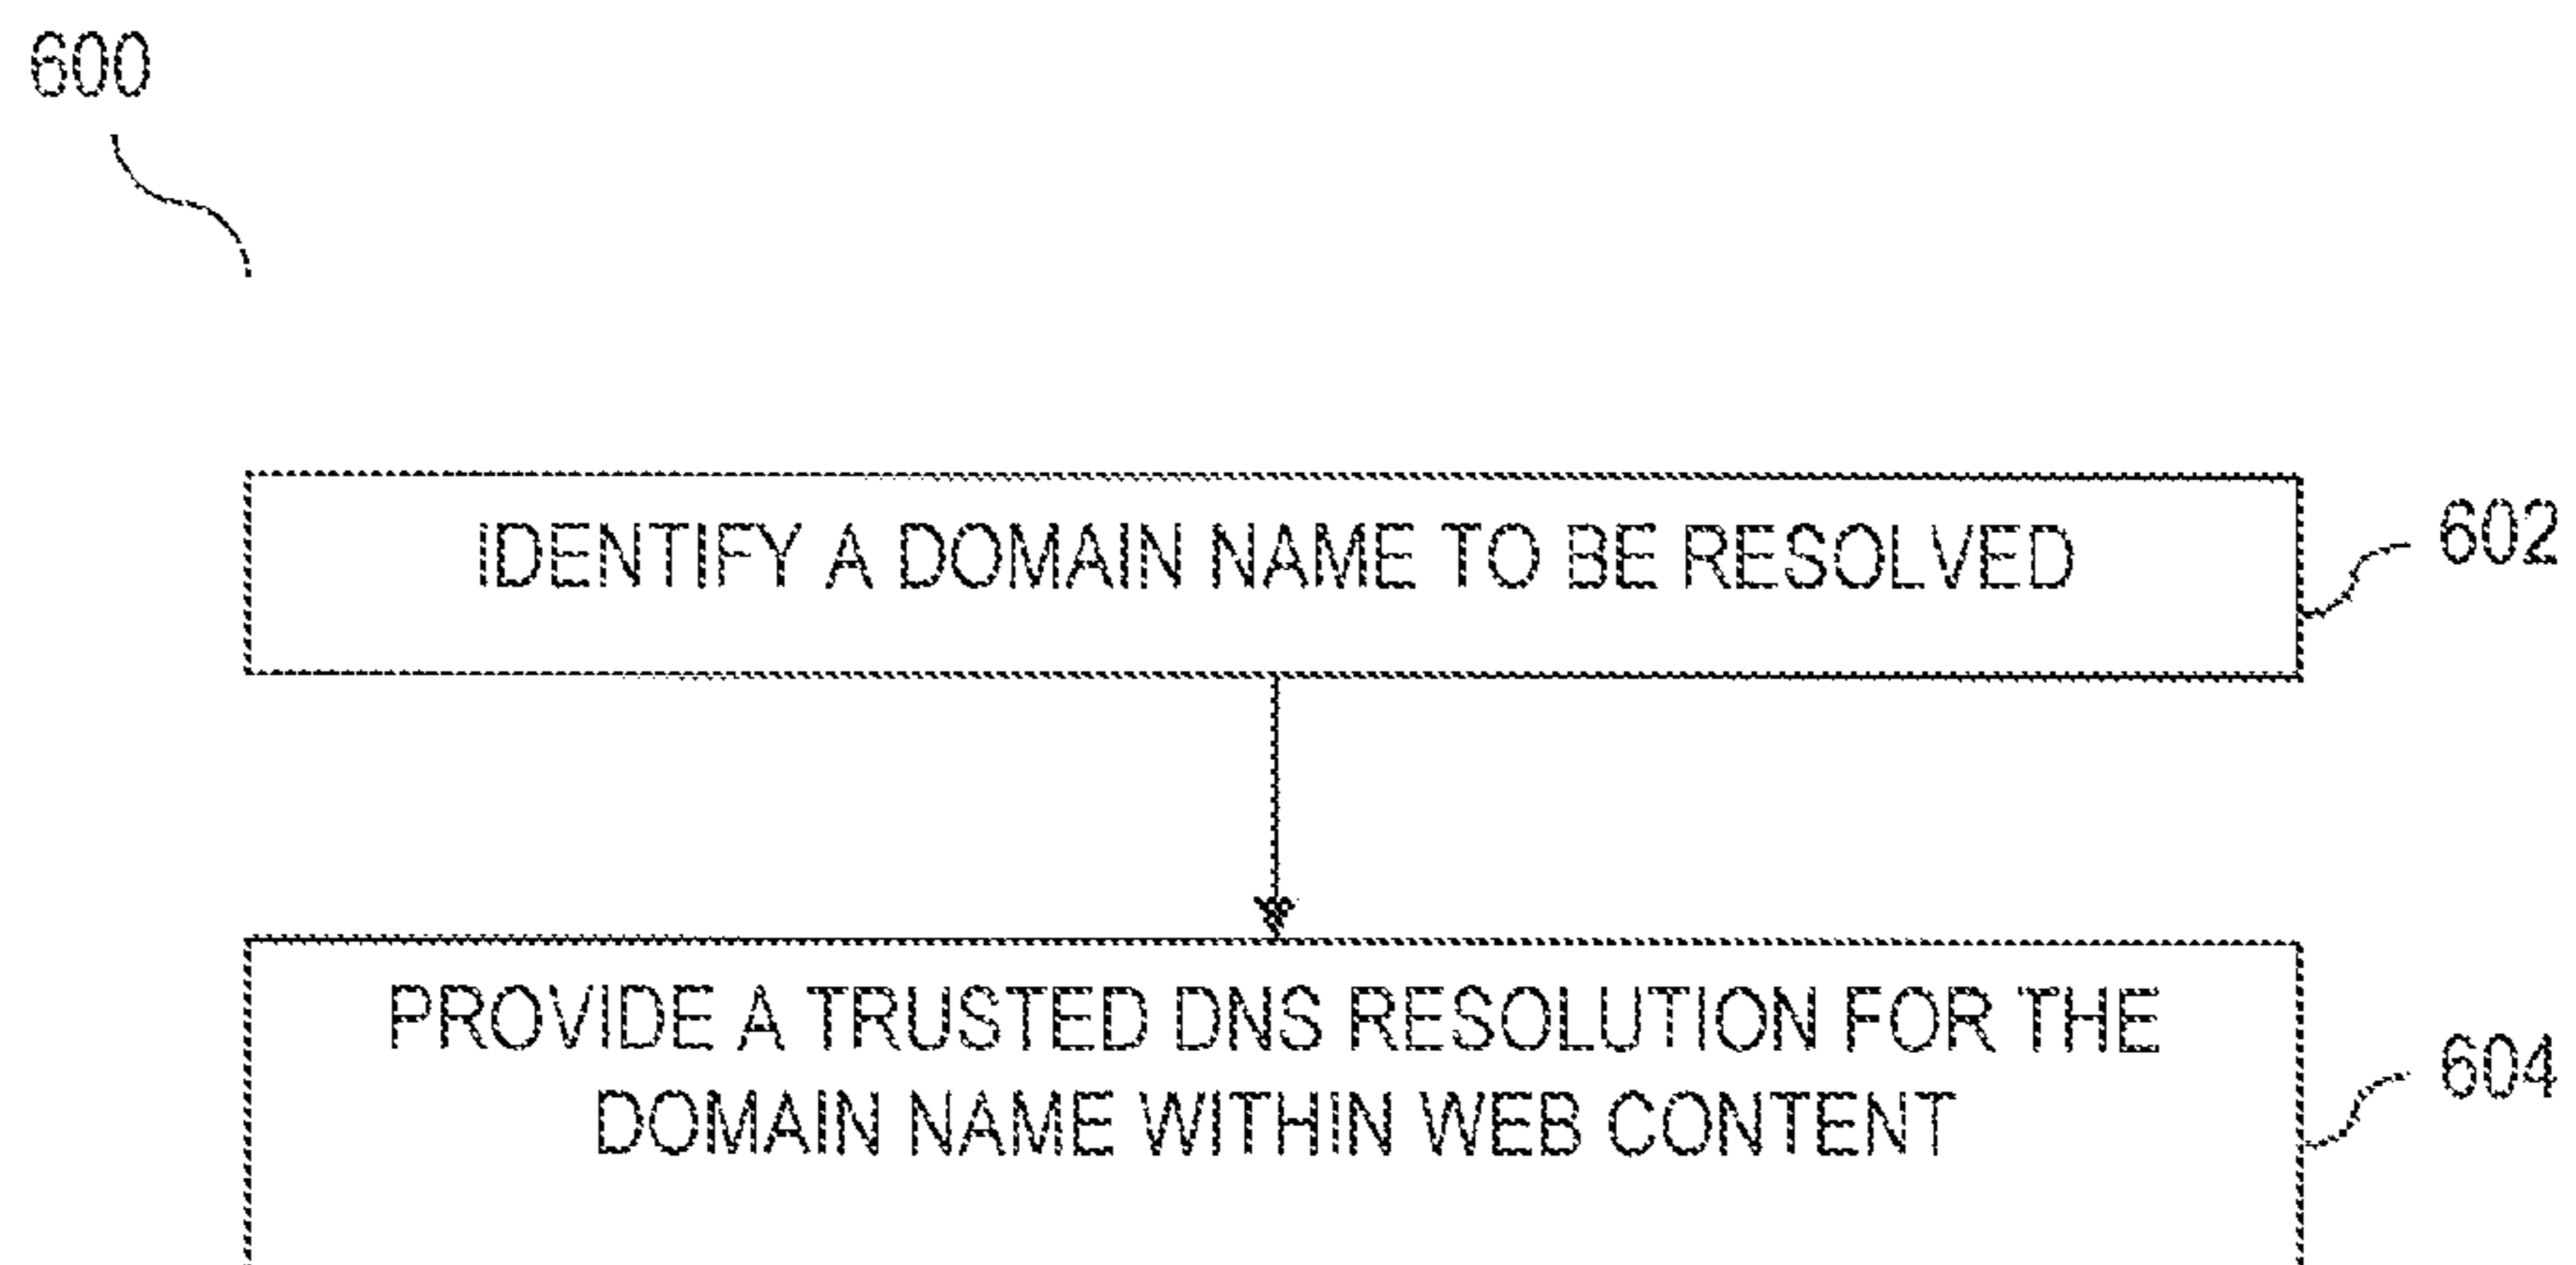 600
IDENTIFY A DOMAIN NAME TO BE RESOLVED
602
PROVIDE A TRUSTED DNS RESOLUTION FOR THE
DOMAIN NAME WITHIN WEB CONTENT
604